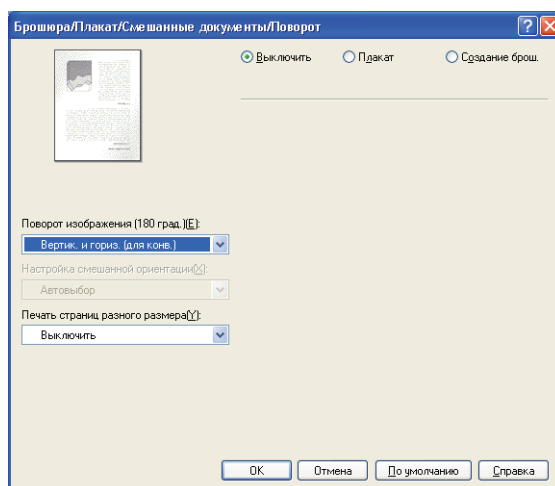 Брошюра/Плакат/Смешанные документы/Поворот
Выключить Плакат Создание брош.
Поворот изображения (180 град.)(E):
Вертик. и гориз. (для конв.)
Настройка смешанной ориентации(X):
Автовыбор
Печать страниц разного размера(Y):
Выключить
OK Отмена По умолчанию Справка